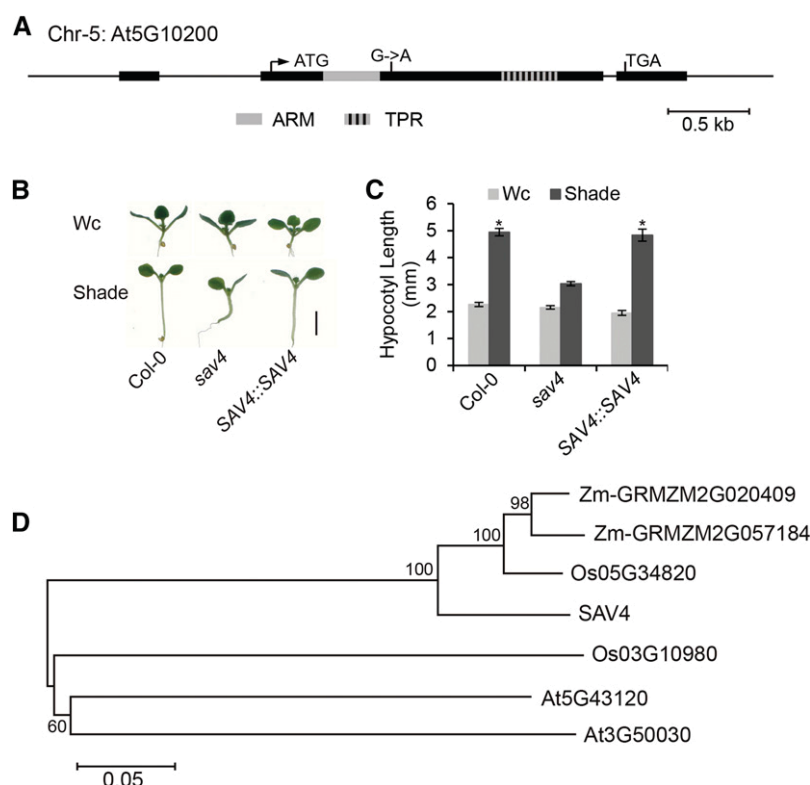 A Chr-5: At5G10200
ATG G->A TGA
ARM TPR
0.5 kb
B
Wc
Shade
Col-0 sav4 SAV4::SAV4
C
Wc Shade
Hypocotyl Length
(mm)
6
5
4
3
2
1
0
* *
Col-0 sav4 SAV4::SAV4
D
Zm-GRMZM2G020409
98
Zm-GRMZM2G057184
100
Os05G34820
100
SAV4
Os03G10980
At5G43120
60
At3G50030
0.05